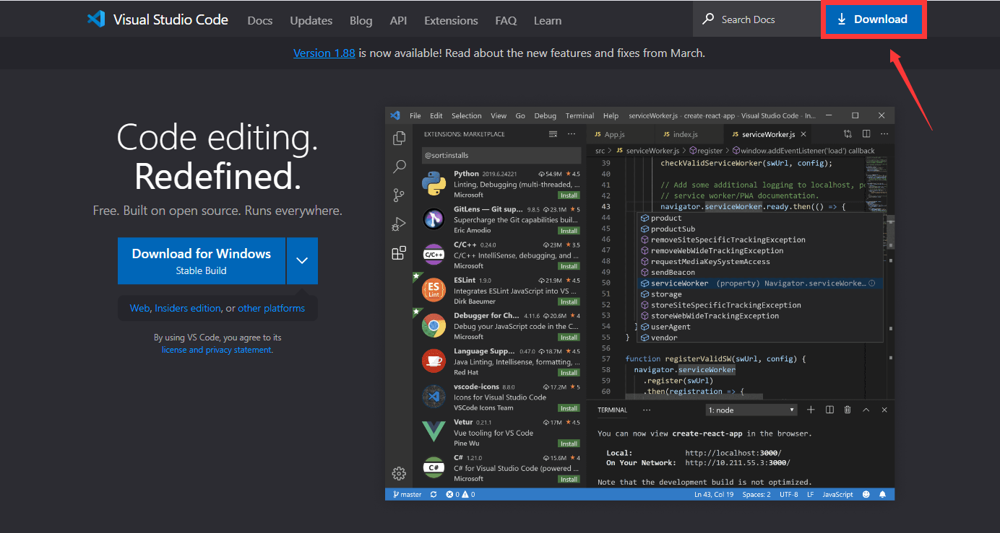 Visual Studio Code Docs Updates Blog API Extensions FAQ Learn Search Docs Download
Version 1.88 is now available! Read about the new features and fixes from March.
Code editing.
Redefined.
Free. Built on open source. Runs everywhere.
Download for Windows
Stable Build
Web, Insiders edition, or other platforms
By using VS Code, you agree to its
license and privacy statement.
File Edit Selection View Go Debug Terminal Help serviceWorker.js - create-react-app - Visual Studio Code - In...
EXTENSIONS: MARKETPLACE
@sort:installs
Python 2019.6.24221 54.9M ★ 4.5
Linting, Debugging (multi-threaded, ...
Microsoft Install
GitLens — Git sup... 9.8.5 23.1M ★ 5
Supercharge the Git capabilities buil...
Eric Amodio Install
C/C++ 0.24.0 23M ★ 3.5
C/C++
C/C++ IntelliSense, debugging, and ...
Microsoft Install
ESLint 1.9.0 21.9M ★ 4.5
ES
Lint
Integrates ESLint JavaScript into VS ...
Dirk Baeumer Install
Debugger for Ch... 4.11.6 20.6M ★ 4
Debug your JavaScript code in the C...
Microsoft Install
Language Supp... 0.47.0 18.7M ★ 4.5
Java Linting, Intellisense, formatting, ...
Red Hat Install
vscode-icons 8.8.0 17.2M ★ 5
Icons for Visual Studio Code
VSCode Icons Team Install
Vetur 0.21.1 17M ★ 4.5
Vue tooling for VS Code
Pine Wu Install
C# 1.21.0 15.6M ★ 4
C#
C# for Visual Studio Code (powered ...
Microsoft Install
JS App.js JS index.js JS serviceWorker.js
src > JS serviceWorker.js > register > window.addEventListener('load') callback
39 checkValidServiceWorker(swUrl, config);
40
41 // Add some additional logging to localhost, p
42 // service worker/PWA documentation.
43 navigator.serviceWorker.ready.then(() => {
44 product
45 productSub
46 removeSiteSpecificTrackingException
47 removeWebWideTrackingException
48 requestMediaKeySystemAccess
49 sendBeacon
50 serviceWorker (property) Navigator.serviceWorke...
51 storage
52 storeSiteSpecificTrackingException
53 storeWebWideTrackingException
54 } userAgent
55 } vendor
56
57 function registerValidSW(swUrl, config) {
58 navigator.serviceWorker
59 .register(swUrl)
60 .then(registration => {
TERMINAL ... 1: node
You can now view create-react-app in the browser.
Local: http://localhost:3000/
On Your Network: http://10.211.55.3:3000/
Note that the development build is not optimized.
master 0 0 Ln 43, Col 19 Spaces: 2 UTF-8 LF JavaScript